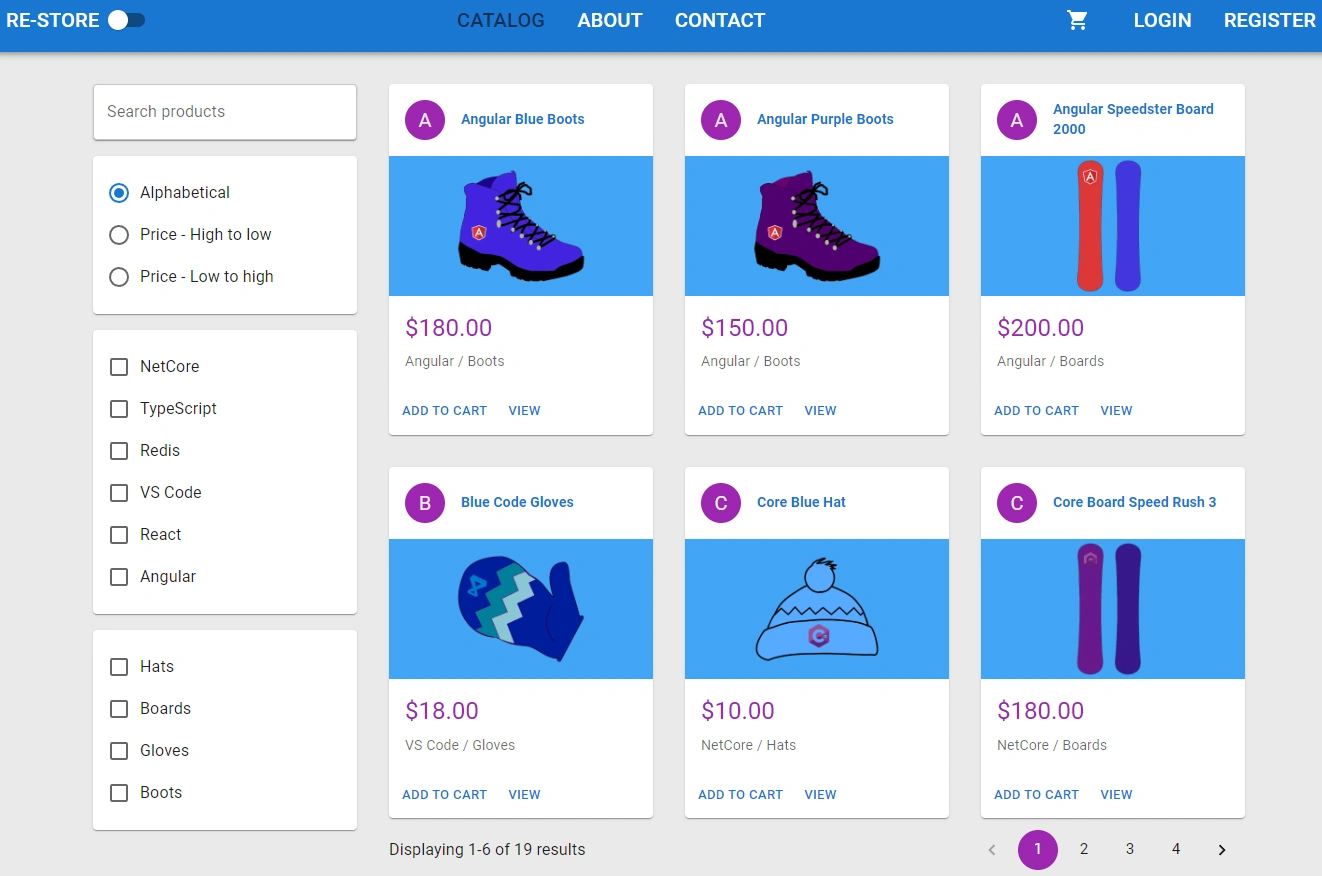 RE-STORE
CATALOG ABOUT CONTACT
LOGIN REGISTER
Search products
Alphabetical
Price - High to low
Price - Low to high
NetCore
TypeScript
Redis
VS Code
React
Angular
Hats
Boards
Gloves
Boots
A Angular Blue Boots
A
$180.00
Angular / Boots
ADD TO CART VIEW
A Angular Purple Boots
A
$150.00
Angular / Boots
ADD TO CART VIEW
A Angular Speedster Board
2000
A
$200.00
Angular / Boards
ADD TO CART VIEW
B Blue Code Gloves
$18.00
VS Code / Gloves
ADD TO CART VIEW
C Core Blue Hat
C
$10.00
NetCore / Hats
ADD TO CART VIEW
C Core Board Speed Rush 3
$180.00
NetCore / Boards
ADD TO CART VIEW
Displaying 1-6 of 19 results
1 2 3 4